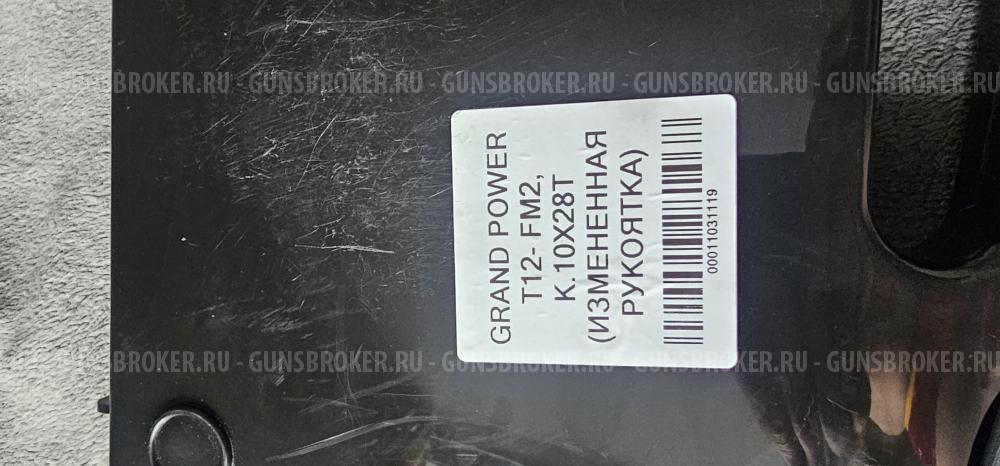 GUNSBROKER.RU - GUNSBROKER.RU - GUNSBROKER.RU - GUNSBROKER.RU - GUNSBROKER.RU
GRAND POWER
T12- FM2,
К.10Х28Т
(ИЗМЕНЕННАЯ
РУКОЯТКА)
00011031119
GUNSBROKER.RU - GUNSBROKER.RU - GUNSBROKER.RU - GUNSBROKER.RU - GUNSBROKER.RU